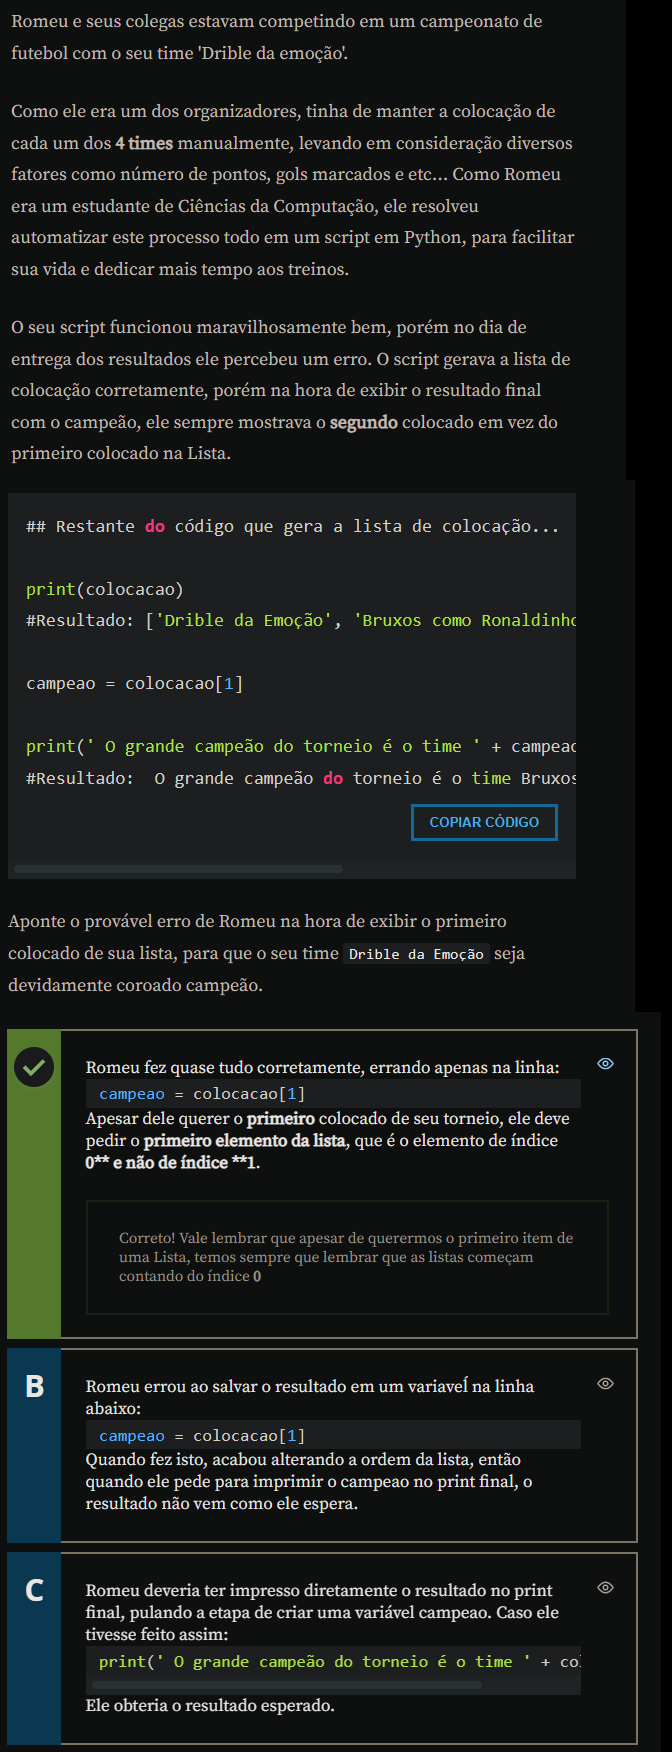 Romeu e seus colegas estavam competindo em um campeonato de
futebol com o seu time 'Drible da emoção'.
Como ele era um dos organizadores, tinha de manter a colocação de
cada um dos 4 times manualmente, levando em consideração diversos
fatores como número de pontos, gols marcados e etc... Como Romeu
era um estudante de Ciências da Computação, ele resolveu
automatizar este processo todo em um script em Python, para facilitar
sua vida e dedicar mais tempo aos treinos.
O seu script funcionou maravilhosamente bem, porém no dia de
entrega dos resultados ele percebeu um erro. O script gerava a lista de
colocação corretamente, porém na hora de exibir o resultado final
com o campeão, ele sempre mostrava o segundo colocado em vez do
primeiro colocado na Lista.
## Restante do código que gera a lista de colocação...
print(colocacao)
#Resultado: ['Drible da Emoção', 'Bruxos como Ronaldinho
campeao = colocacao[1]
print(' O grande campeão do torneio é o time ' + campeao
#Resultado:  O grande campeão do torneio é o time Bruxos
COPIAR CÓDIGO
Aponte o provável erro de Romeu na hora de exibir o primeiro
colocado de sua lista, para que o seu time Drible da Emoção seja
devidamente coroado campeão.
Romeu fez quase tudo corretamente, errando apenas na linha:
campeao = colocacao[1]
Apesar dele querer o primeiro colocado de seu torneio, ele deve
pedir o primeiro elemento da lista, que é o elemento de índice
0** e não de índice **1.
Correto! Vale lembrar que apesar de querermos o primeiro item de
uma Lista, temos sempre que lembrar que as listas começam
contando do índice 0
B
Romeu errou ao salvar o resultado em um variaveĺ na linha
abaixo:
campeao = colocacao[1]
Quando fez isto, acabou alterando a ordem da lista, então
quando ele pede para imprimir o campeao no print final, o
resultado não vem como ele espera.
C
Romeu deveria ter impresso diretamente o resultado no print
final, pulando a etapa de criar uma variável campeao. Caso ele
tivesse feito assim:
print(' O grande campeão do torneio é o time ' + col
Ele obteria o resultado esperado.